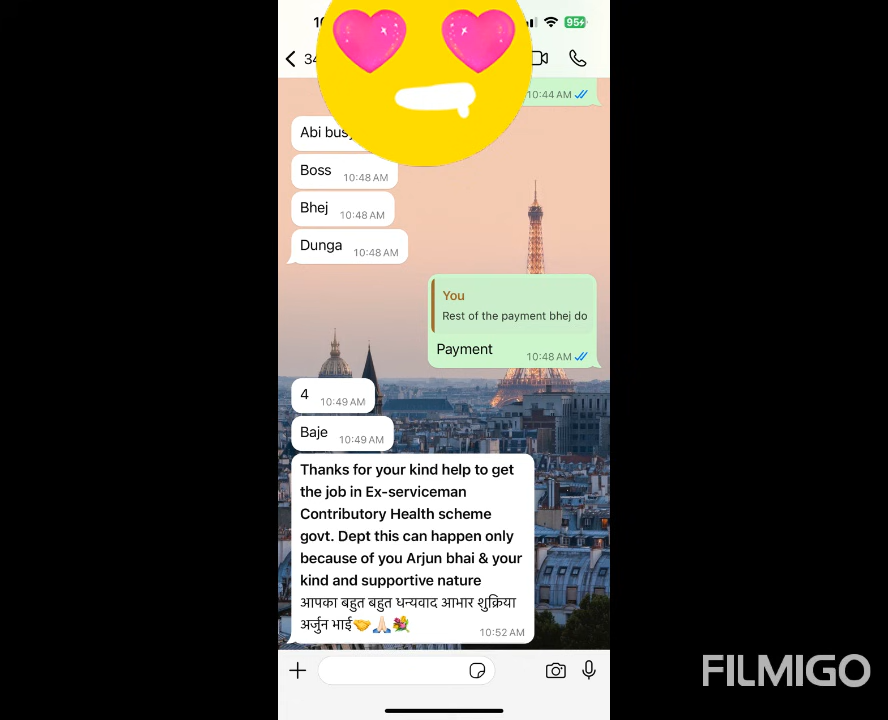 95
10:44 AM
Abi busy
Boss 10:48 AM
Bhej 10:48 AM
Dunga 10:48 AM
You
Rest of the payment bhej do
Payment 10:48 AM
4 10:49 AM
Baje 10:49 AM
Thanks for your kind help to get
the job in Ex-serviceman
Contributory Health scheme
govt. Dept this can happen only
because of you Arjun bhai & your
kind and supportive nature
आपका बहुत बहुत धन्यवाद आभार शुक्रिया
अर्जुन भाई🤝🙏🏻💐
10:52 AM
FILMIGO